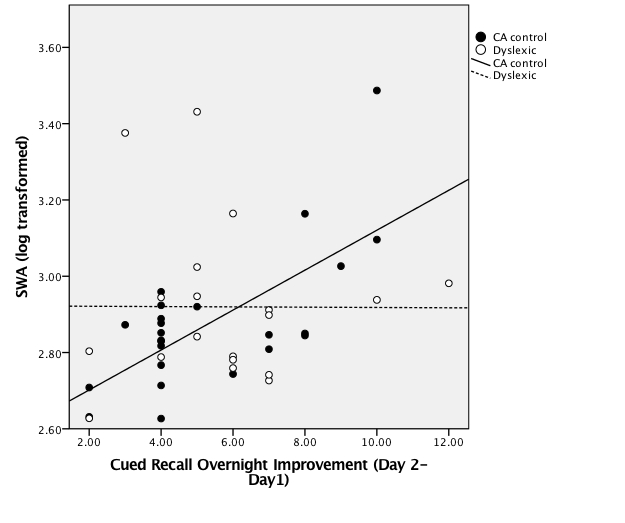 3.60
3.40
3.20
3.00
2.80
2.60
SWA (log transformed)
2.00 4.00 6.00 8.00 10.00 12.00
Cued Recall Overnight Improvement (Day 2–
Day1)
CA control
Dyslexic
CA control
Dyslexic